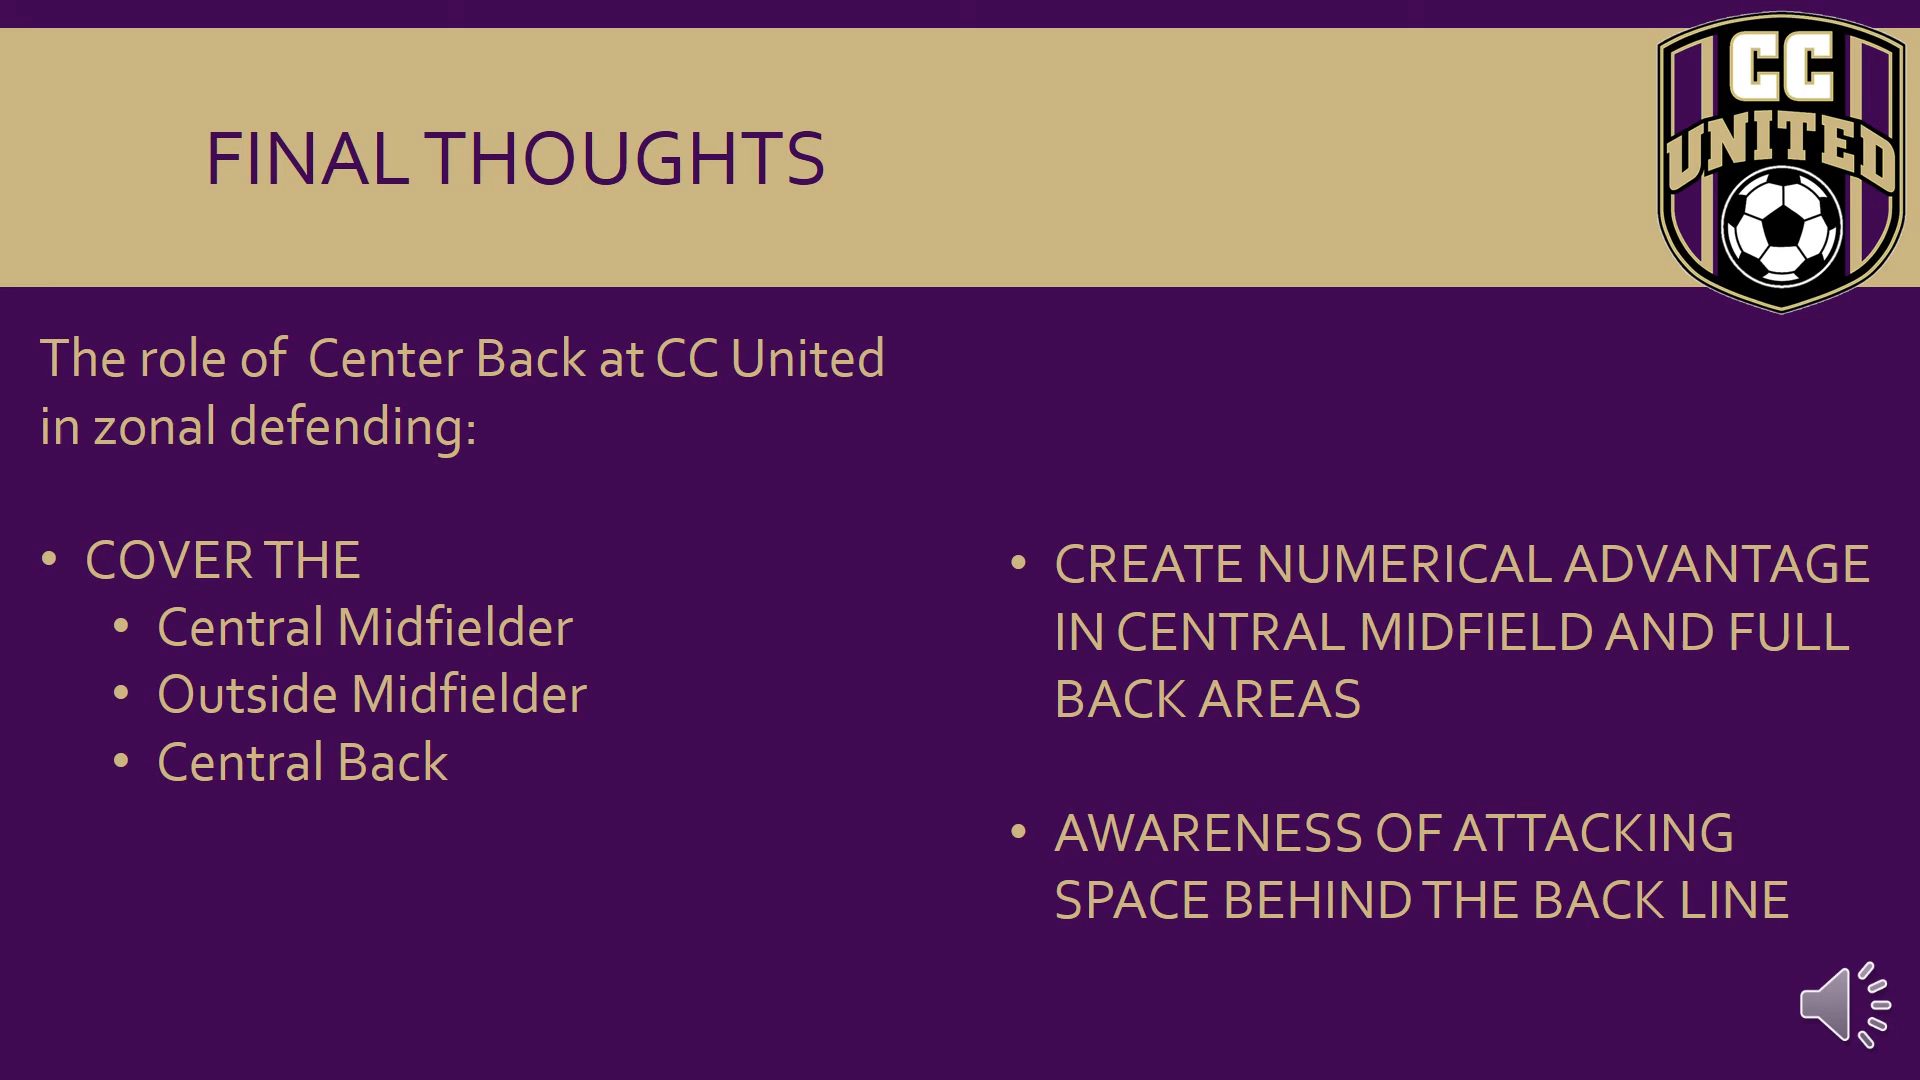 FINAL THOUGHTS
CC
UNITED
The role of  Center Back at CC United
in zonal defending:
• COVER THE
• Central Midfielder
• Outside Midfielder
• Central Back
• CREATE NUMERICAL ADVANTAGE
IN CENTRAL MIDFIELD AND FULL
BACK AREAS
• AWARENESS OF ATTACKING
SPACE BEHIND THE BACK LINE